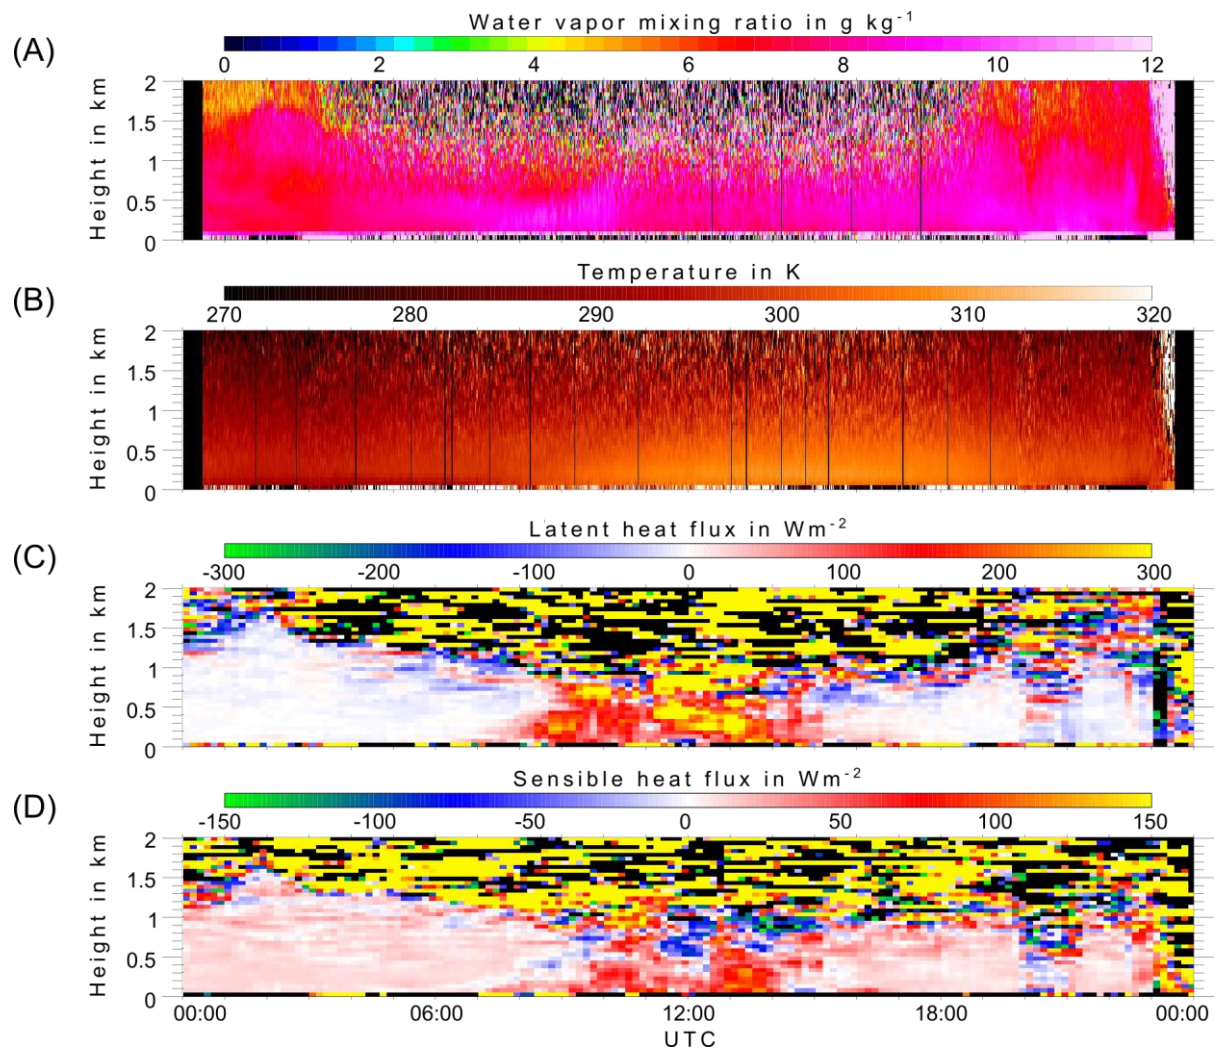 (A)
Water vapor mixing ratio in g kg⁻¹
0 2 4 6 8 10 12
Height in km
2
1.5
1
0.5
0
(B)
Temperature in K
270 280 290 300 310 320
Height in km
2
1.5
1
0.5
0
(C)
Latent heat flux in Wm⁻²
-300 -200 -100 0 100 200 300
Height in km
2
1.5
1
0.5
0
(D)
Sensible heat flux in Wm⁻²
-150 -100 -50 0 50 100 150
Height in km
2
1.5
1
0.5
0
00:00 06:00 12:00 18:00 00:00
UTC